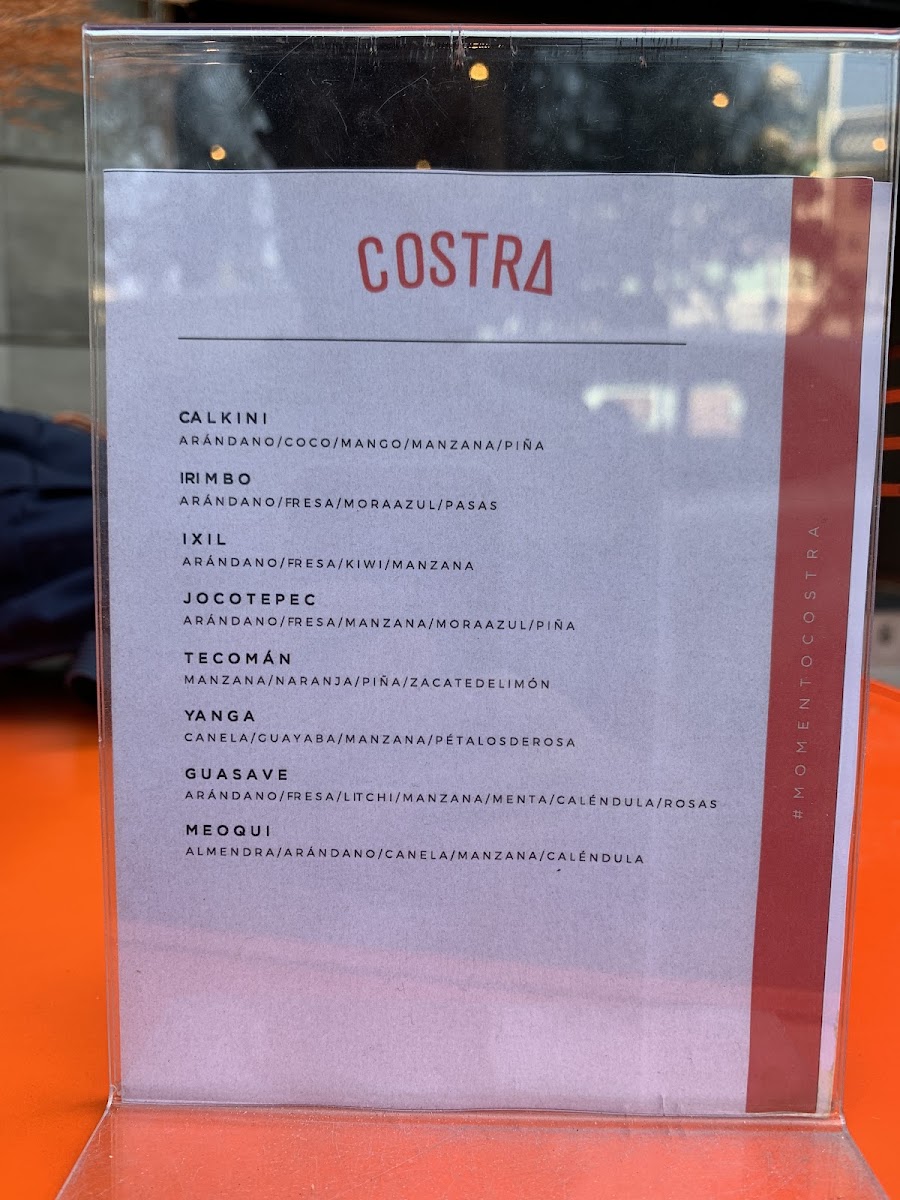 COSTRA
CALKINI
ARÁNDANO/COCO/MANGO/MANZANA/PIÑA
IRIMBO
ARÁNDANO/FRESA/MORAAZUL/PASAS
IXIL
ARÁNDANO/FRESA/KIWI/MANZANA
JOCOTEPEC
ARÁNDANO/FRESA/MANZANA/MORAAZUL/PIÑA
TECOMÁN
MANZANA/NARANJA/PIÑA/ZACATEDELIMÓN
YANGA
CANELA/GUAYABA/MANZANA/PÉTALOSDEROSA
GUASAVE
ARÁNDANO/FRESA/LITCHI/MANZANA/MENTA/CALÉNDULA/ROSAS
MEOQUI
ALMENDRA/ARÁNDANO/CANELA/MANZANA/CALÉNDULA
#MOMENTOCOSTRA